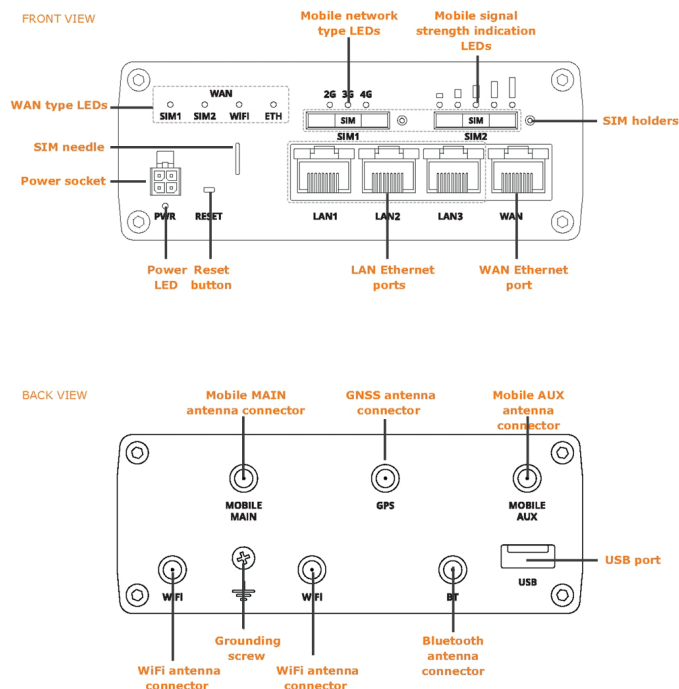 FRONT VIEW
Mobile network
type LEDs
Mobile signal
strength indication
LEDs
WAN type LEDs
WAN
SIM1 SIM2 WIFI ETH
2G 3G 4G
SIM
SIM
SIM1
SIM2
SIM holders
SIM needle
Power socket
PWR
RESET
LAN1
LAN2
LAN3
WAN
Power
LED
Reset
button
LAN Ethernet
ports
WAN Ethernet
port
BACK VIEW
Mobile MAIN
antenna connector
GNSS antenna
connector
Mobile AUX
antenna
connector
MOBILE
MAIN
GPS
MOBILE
AUX
USB port
USB
WIFI
WIFI
BT
Grounding
screw
Bluetooth
antenna
connector
WiFi antenna
connector
WiFi antenna
connector